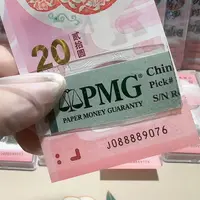 20 贰拾圆
PMG Chin
Pick#
PAPER MONEY GUARANTY S/N R
J088889076